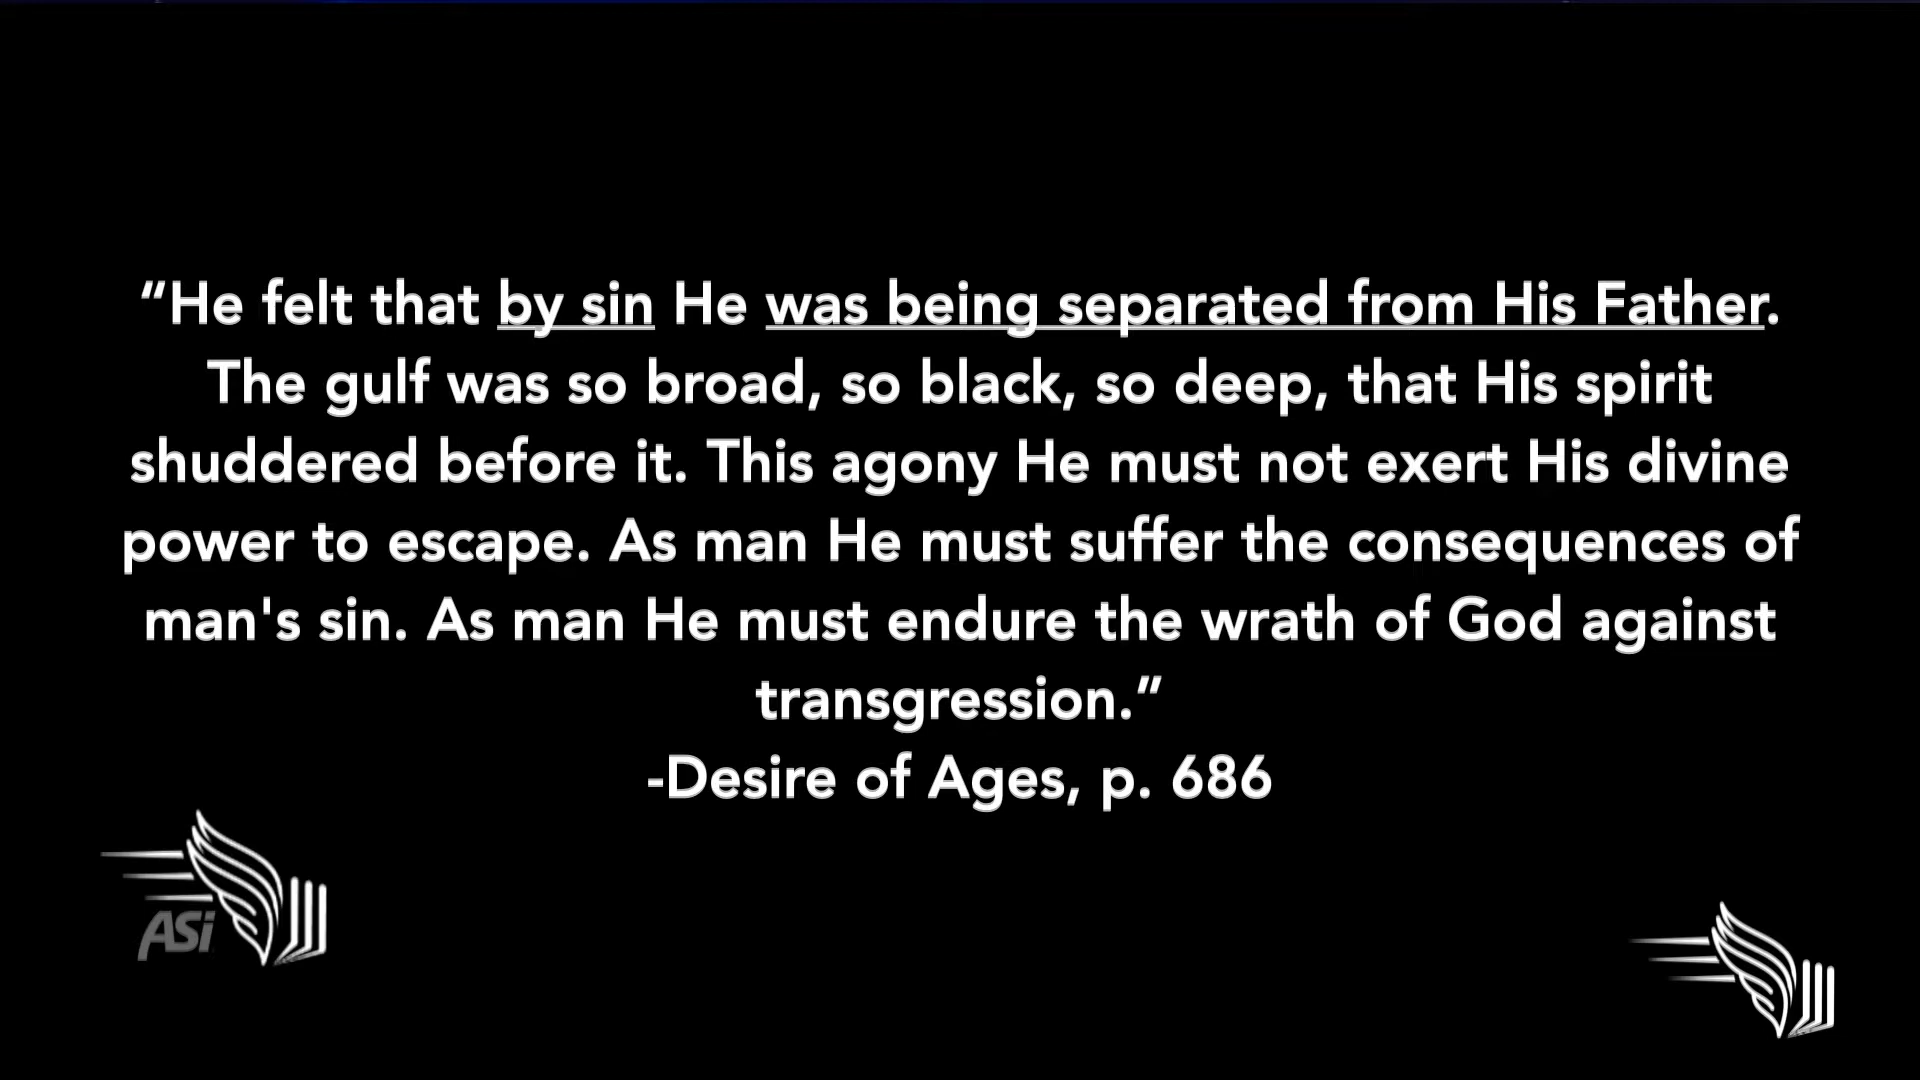 “He felt that by sin He was being separated from His Father.
The gulf was so broad, so black, so deep, that His spirit
shuddered before it. This agony He must not exert His divine
power to escape. As man He must suffer the consequences of
man's sin. As man He must endure the wrath of God against
transgression.”
-Desire of Ages, p. 686
ASi